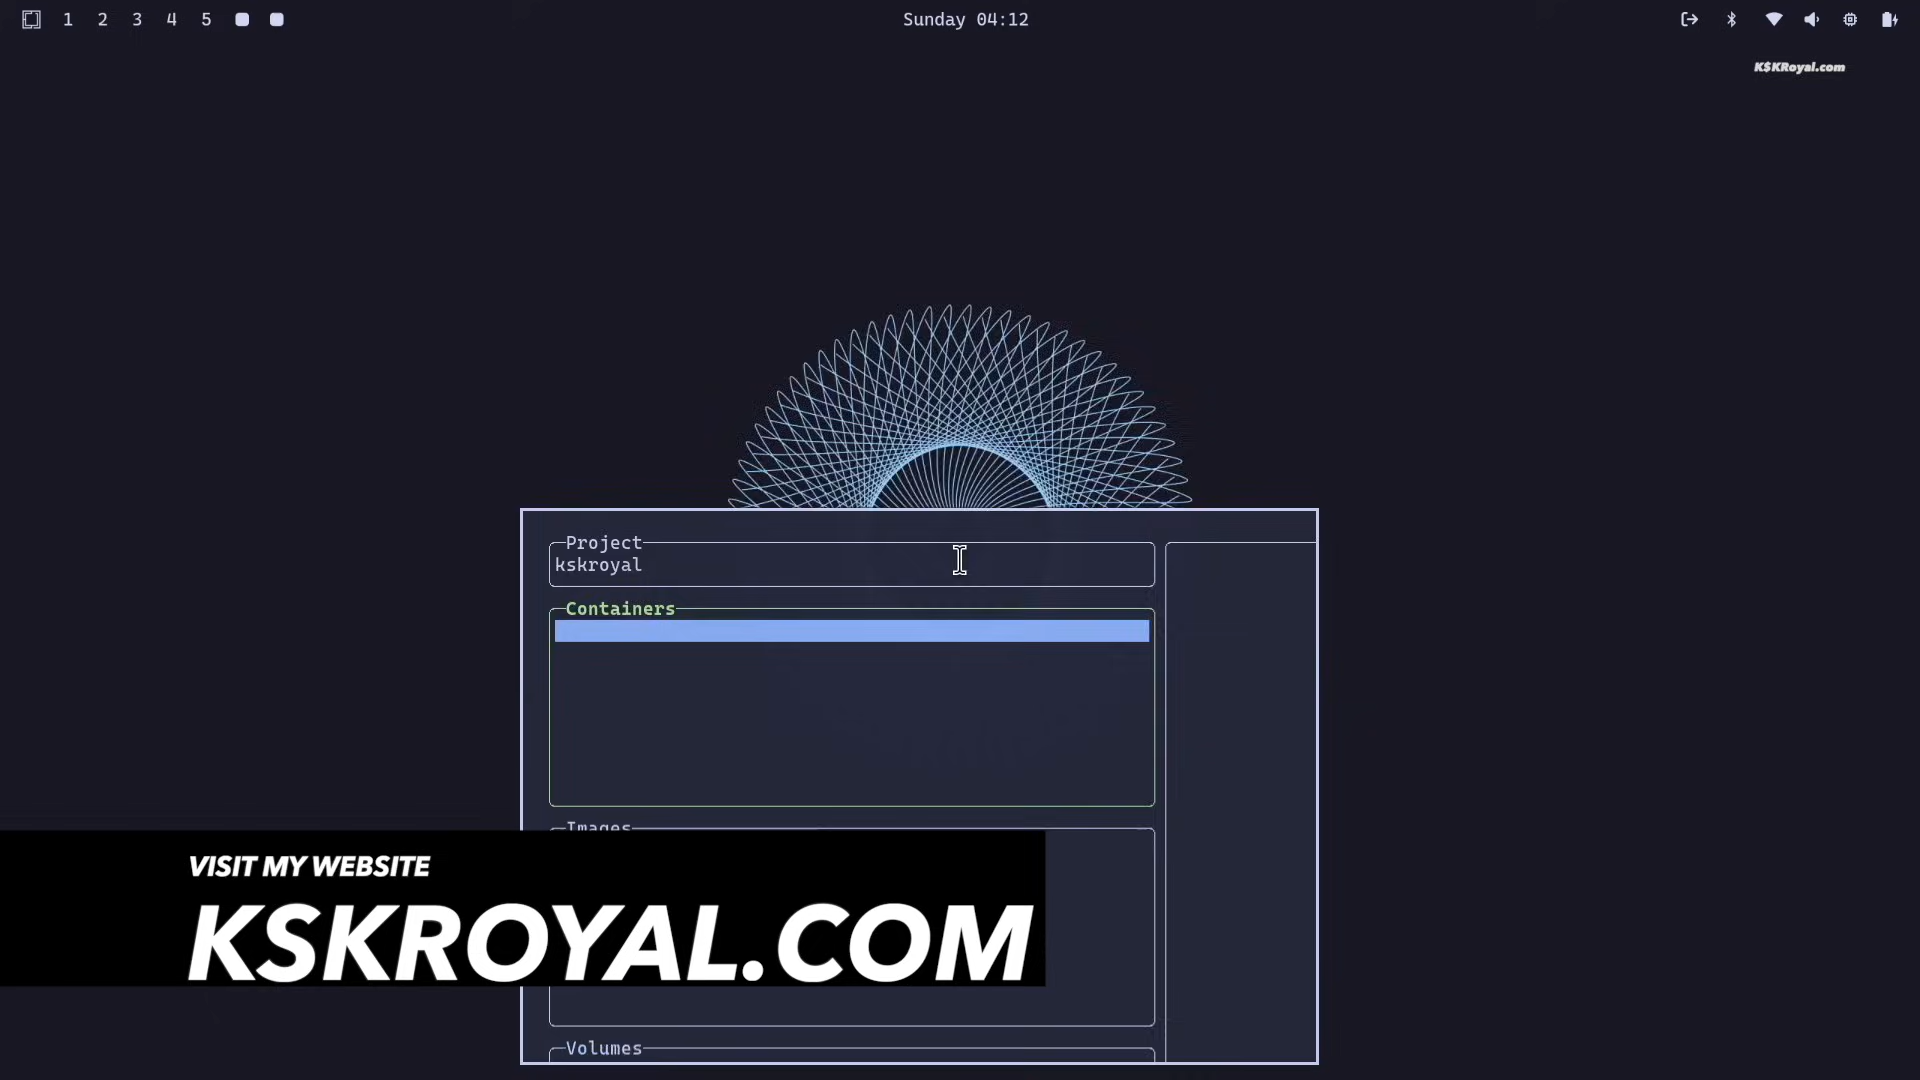 1 2 3 4 5
Sunday 04:12
K$KRoyal.com
Project
kskroyal
Containers
Images
VISIT MY WEBSITE
KSKROYAL.COM
Volumes